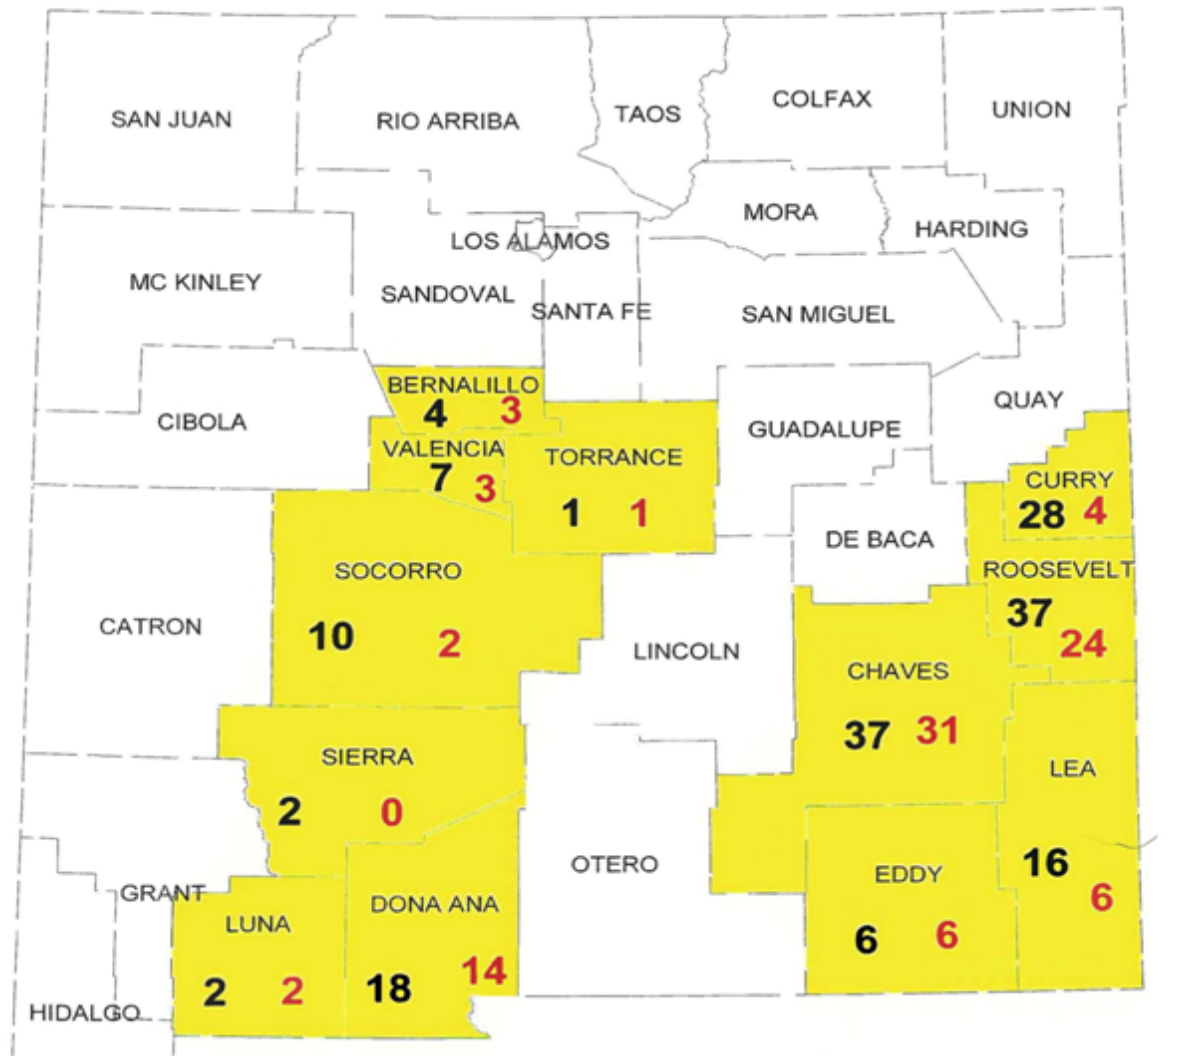 SAN JUAN
RIO ARRIBA
TAOS
COLFAX
UNION
MORA
HARDING
LOS ALAMOS
MC KINLEY
SANDOVAL
SANTA FE
SAN MIGUEL
BERNALILLO
4 3
CIBOLA
VALENCIA
7 3
TORRANCE
1 1
GUADALUPE
QUAY
CURRY
28 4
DE BACA
ROOSEVELT
37
24
SOCORRO
10 2
CATRON
LINCOLN
CHAVES
37 31
SIERRA
2 0
LEA
16
6
OTERO
EDDY
6 6
GRANT
LUNA
2 2
DONA ANA
18 14
HIDALGO